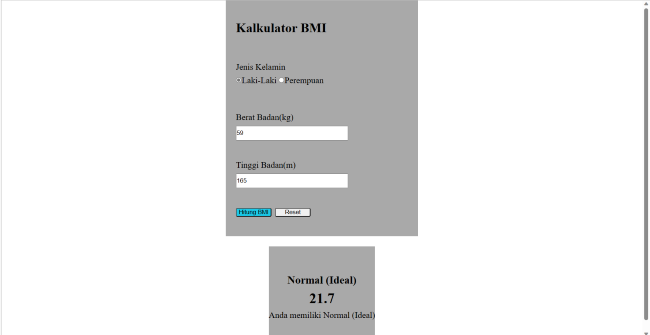 Kalkulator BMI
Jenis Kelamin
Laki-Laki Perempuan
Berat Badan(kg)
59
Tinggi Badan(m)
165
Hitung BMI Reset
Normal (Ideal)
21.7
Anda memiliki Normal (Ideal)